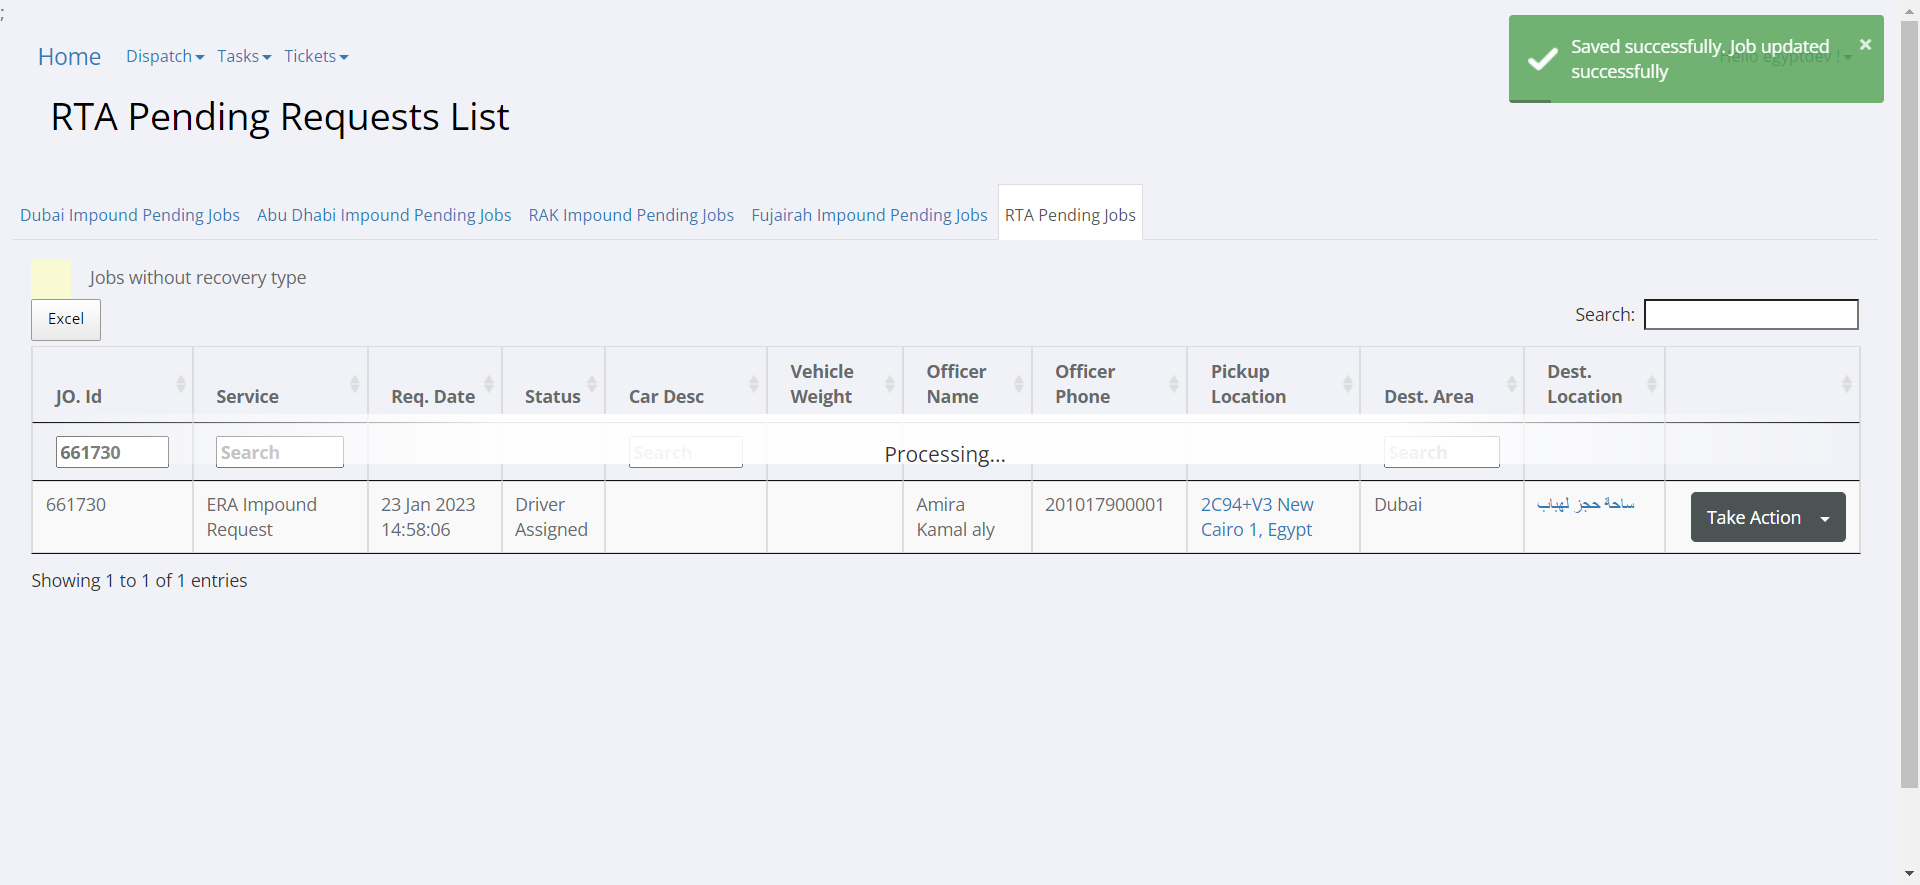 ;
Home Dispatch Tasks Tickets
Saved successfully. Job updated
successfully
Hello egyptdev !
×
RTA Pending Requests List
Dubai Impound Pending Jobs Abu Dhabi Impound Pending Jobs RAK Impound Pending Jobs Fujairah Impound Pending Jobs RTA Pending Jobs
Jobs without recovery type
Excel
Search:
JO. Id Service Req. Date Status Car Desc Vehicle Weight Officer Name Officer Phone Pickup Location Dest. Area Dest. Location
661730 Search Search Search
Processing...
661730 ERA Impound Request 23 Jan 2023 14:58:06 Driver Assigned Amira Kamal aly 201017900001 2C94+V3 New Cairo 1, Egypt Dubai ساحة حجز لهباب Take Action
Showing 1 to 1 of 1 entries